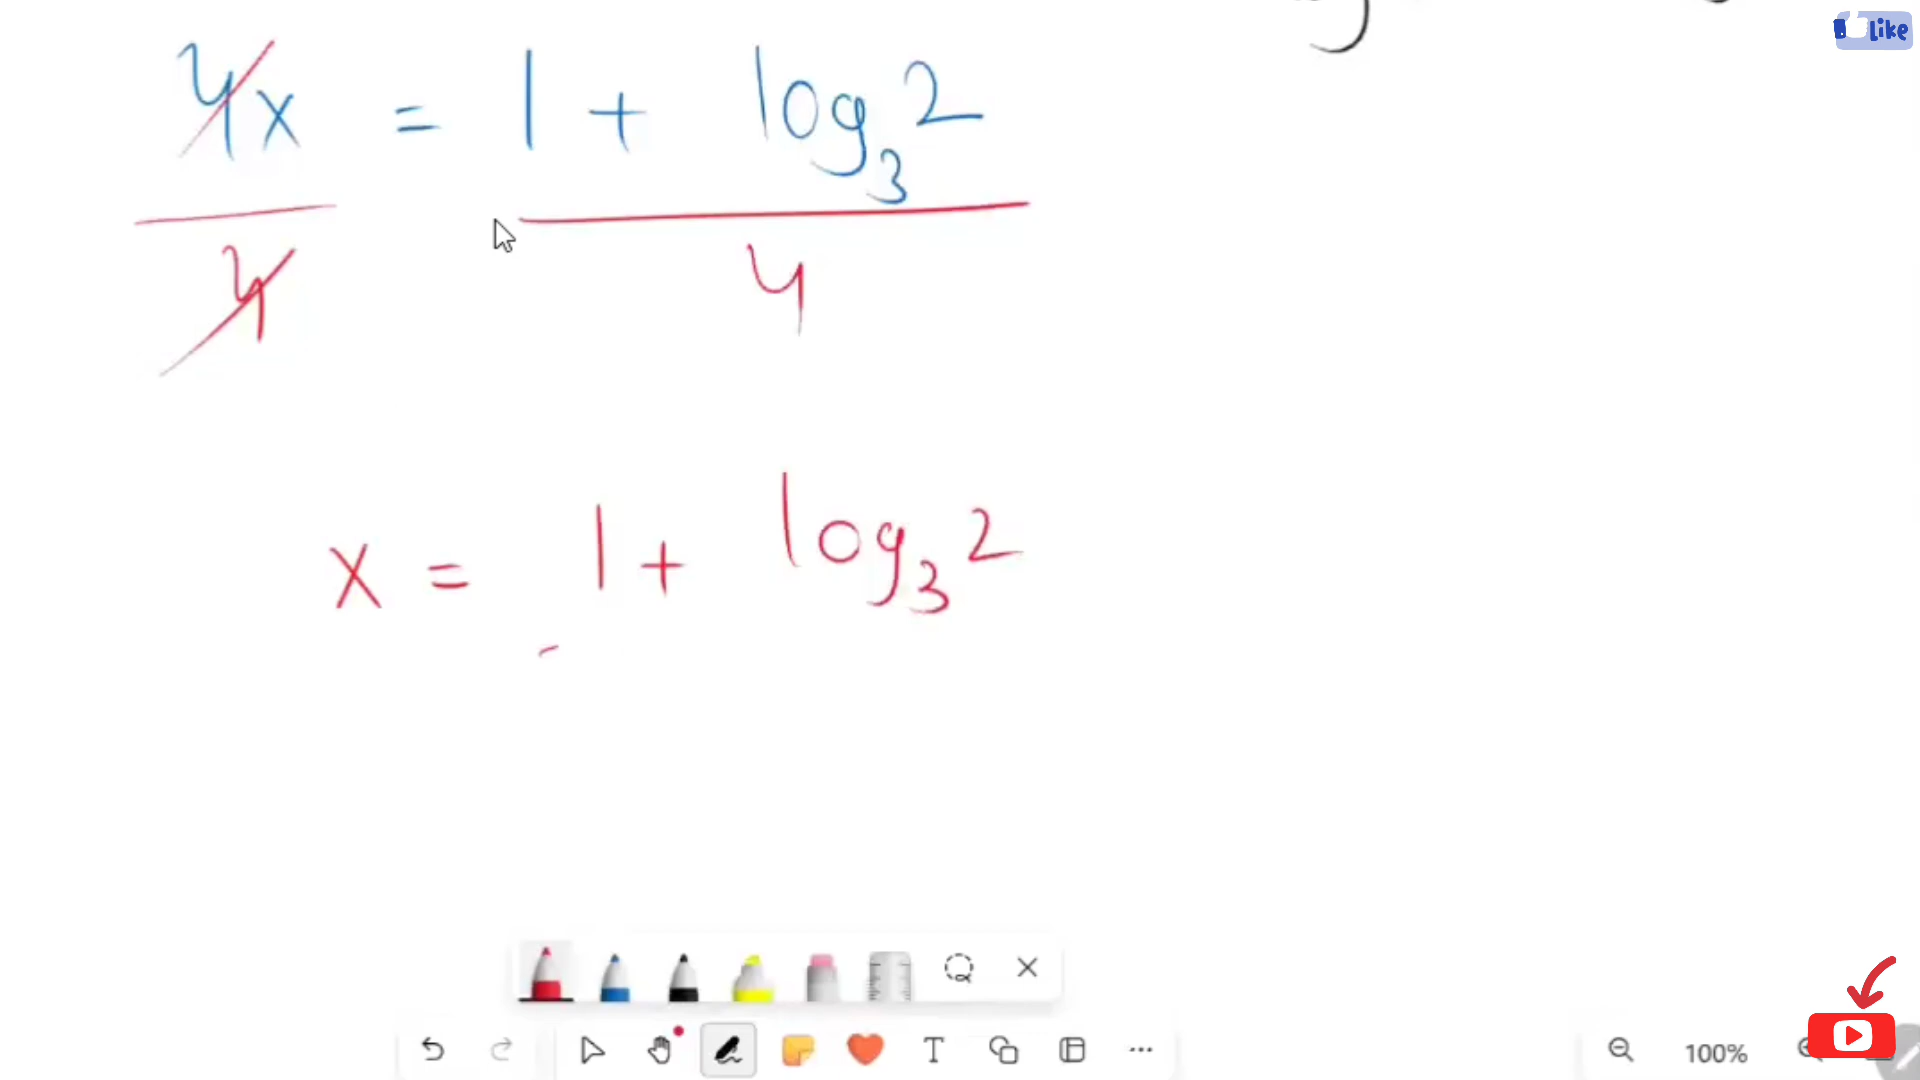 Like
4x = 1 + log₃2
4 4
x = 1 + log₃2
T
100%